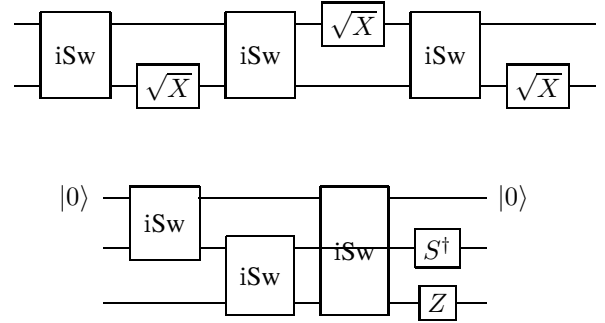 √X
iSw iSw iSw
√X √X
|0⟩ |0⟩
iSw
iSw iSw S†
Z